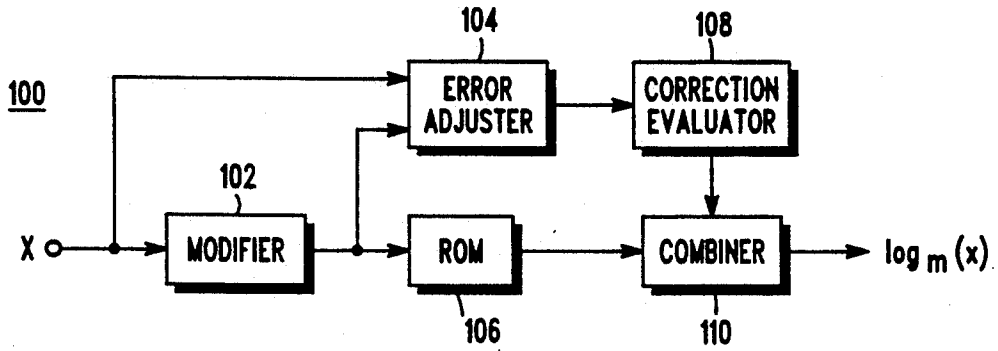 104
108
100
ERROR
ADJUSTER
CORRECTION
EVALUATOR
102
X
MODIFIER
ROM
COMBINER
log m (x)
106
110